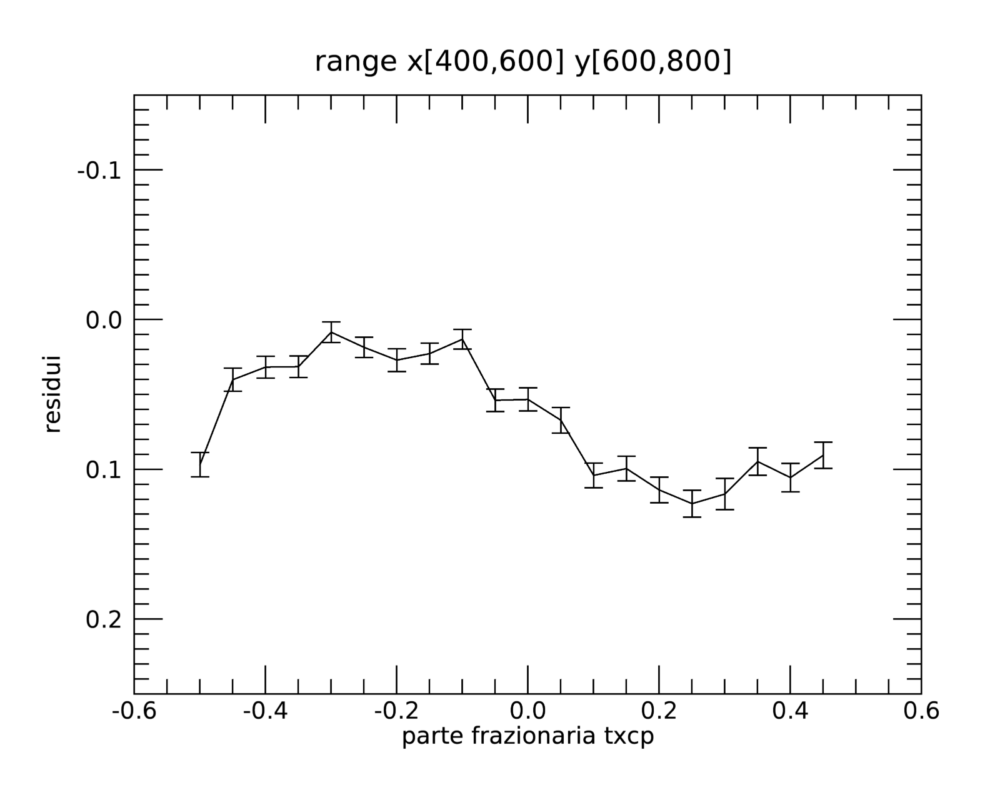 range x[400,600] y[600,800]
-0.1
0.0
0.1
0.2
residui
-0.6 -0.4 -0.2 0.0 0.2 0.4 0.6
parte frazionaria txcp